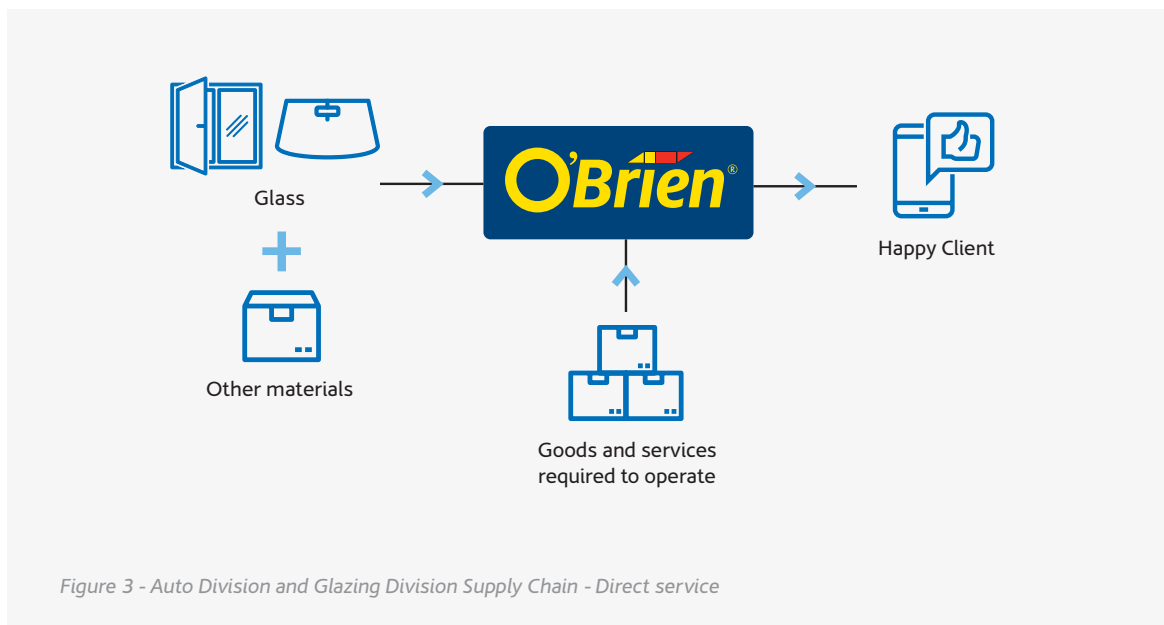 Glass
Other materials
O'Brien®
Goods and services
required to operate
Happy Client
Figure 3 - Auto Division and Glazing Division Supply Chain - Direct service